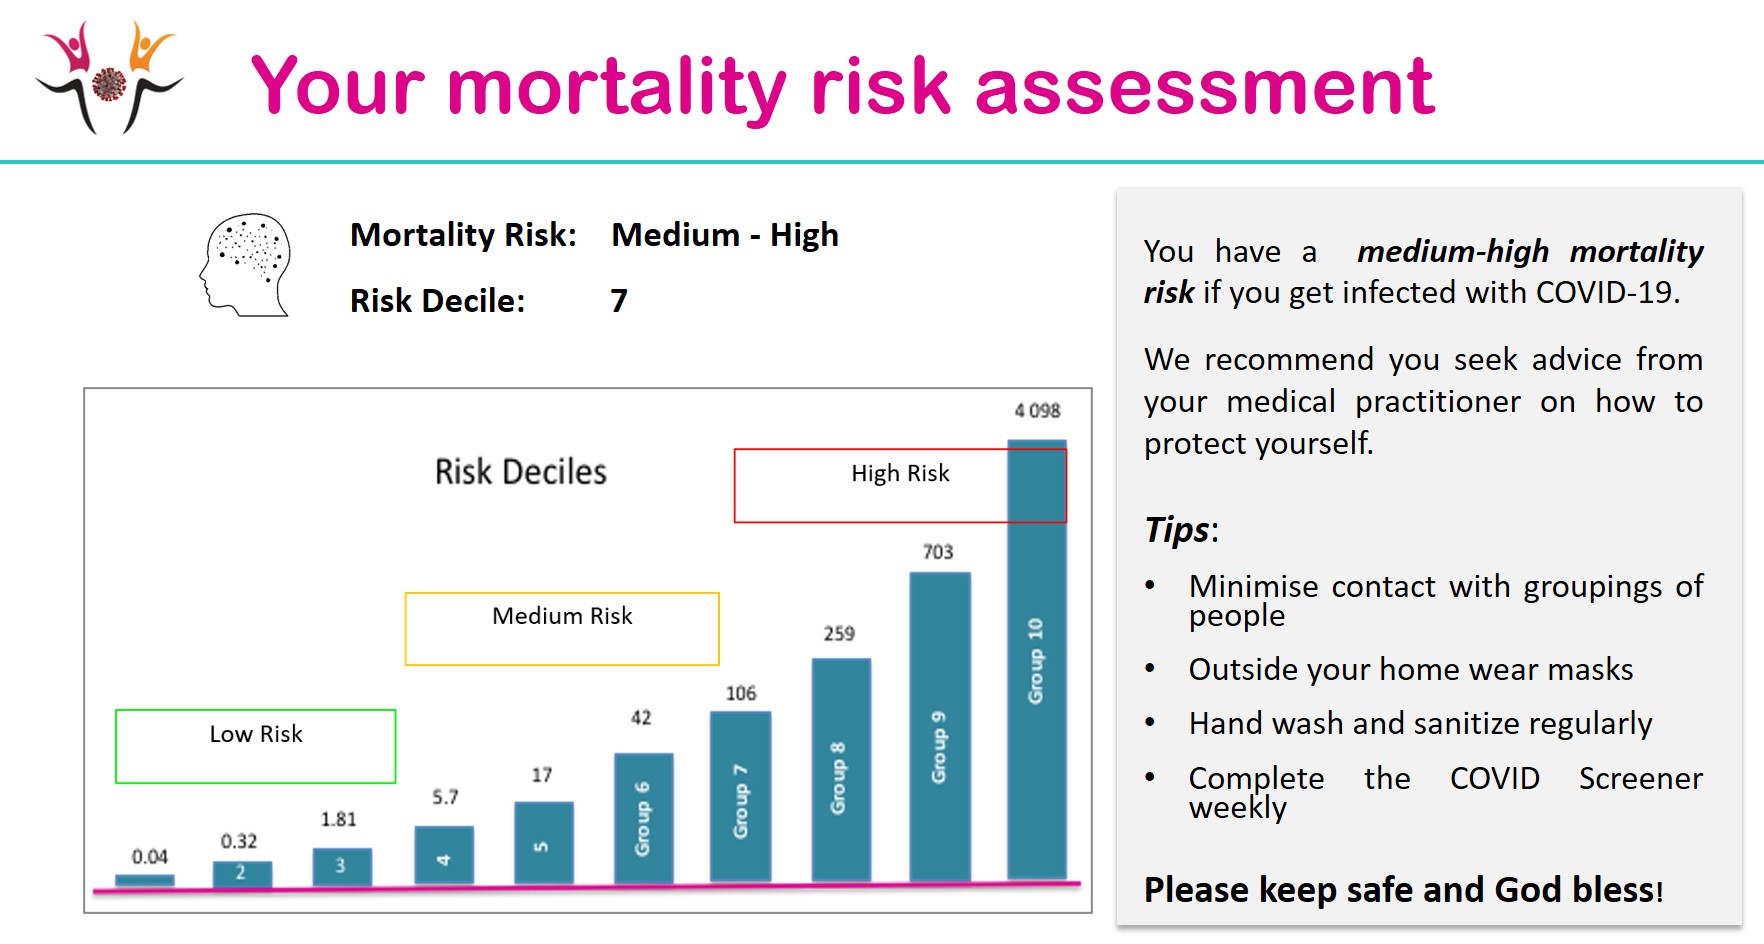 Your mortality risk assessment
Mortality Risk: Medium - High
Risk Decile: 7
Risk Deciles
Low Risk
Medium Risk
High Risk
0.04
0.32
1.81
5.7
17
42
106
259
703
4 098
2
3
4
5
Group 6
Group 7
Group 8
Group 9
Group 10
You have a medium-high mortality
risk if you get infected with COVID-19.
We recommend you seek advice from
your medical practitioner on how to
protect yourself.
Tips:
• Minimise contact with groupings of
people
• Outside your home wear masks
• Hand wash and sanitize regularly
• Complete the COVID Screener
weekly
Please keep safe and God bless!